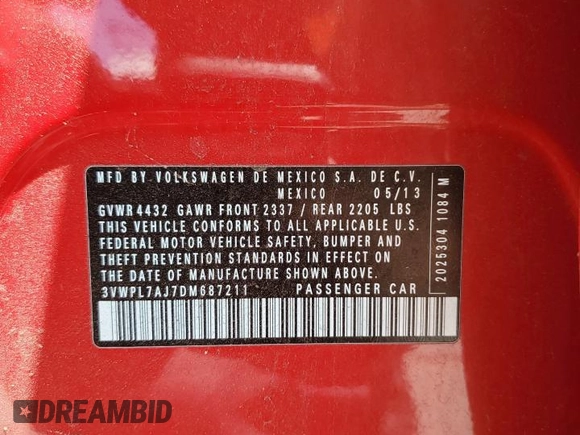 MFD BY VOLKSWAGEN DE MEXICO S.A. DE C.V.
MEXICO 05/13
GVWR 4432 GAWR FRONT 2337 / REAR 2205 LBS
THIS VEHICLE CONFORMS TO ALL APPLICABLE U.S.
FEDERAL MOTOR VEHICLE SAFETY, BUMPER AND
THEFT PREVENTION STANDARDS IN EFFECT ON
THE DATE OF MANUFACTURE SHOWN ABOVE.
3VWPL7AJ7DM687211 PASSENGER CAR
2025304 1084 M
DREAMBID